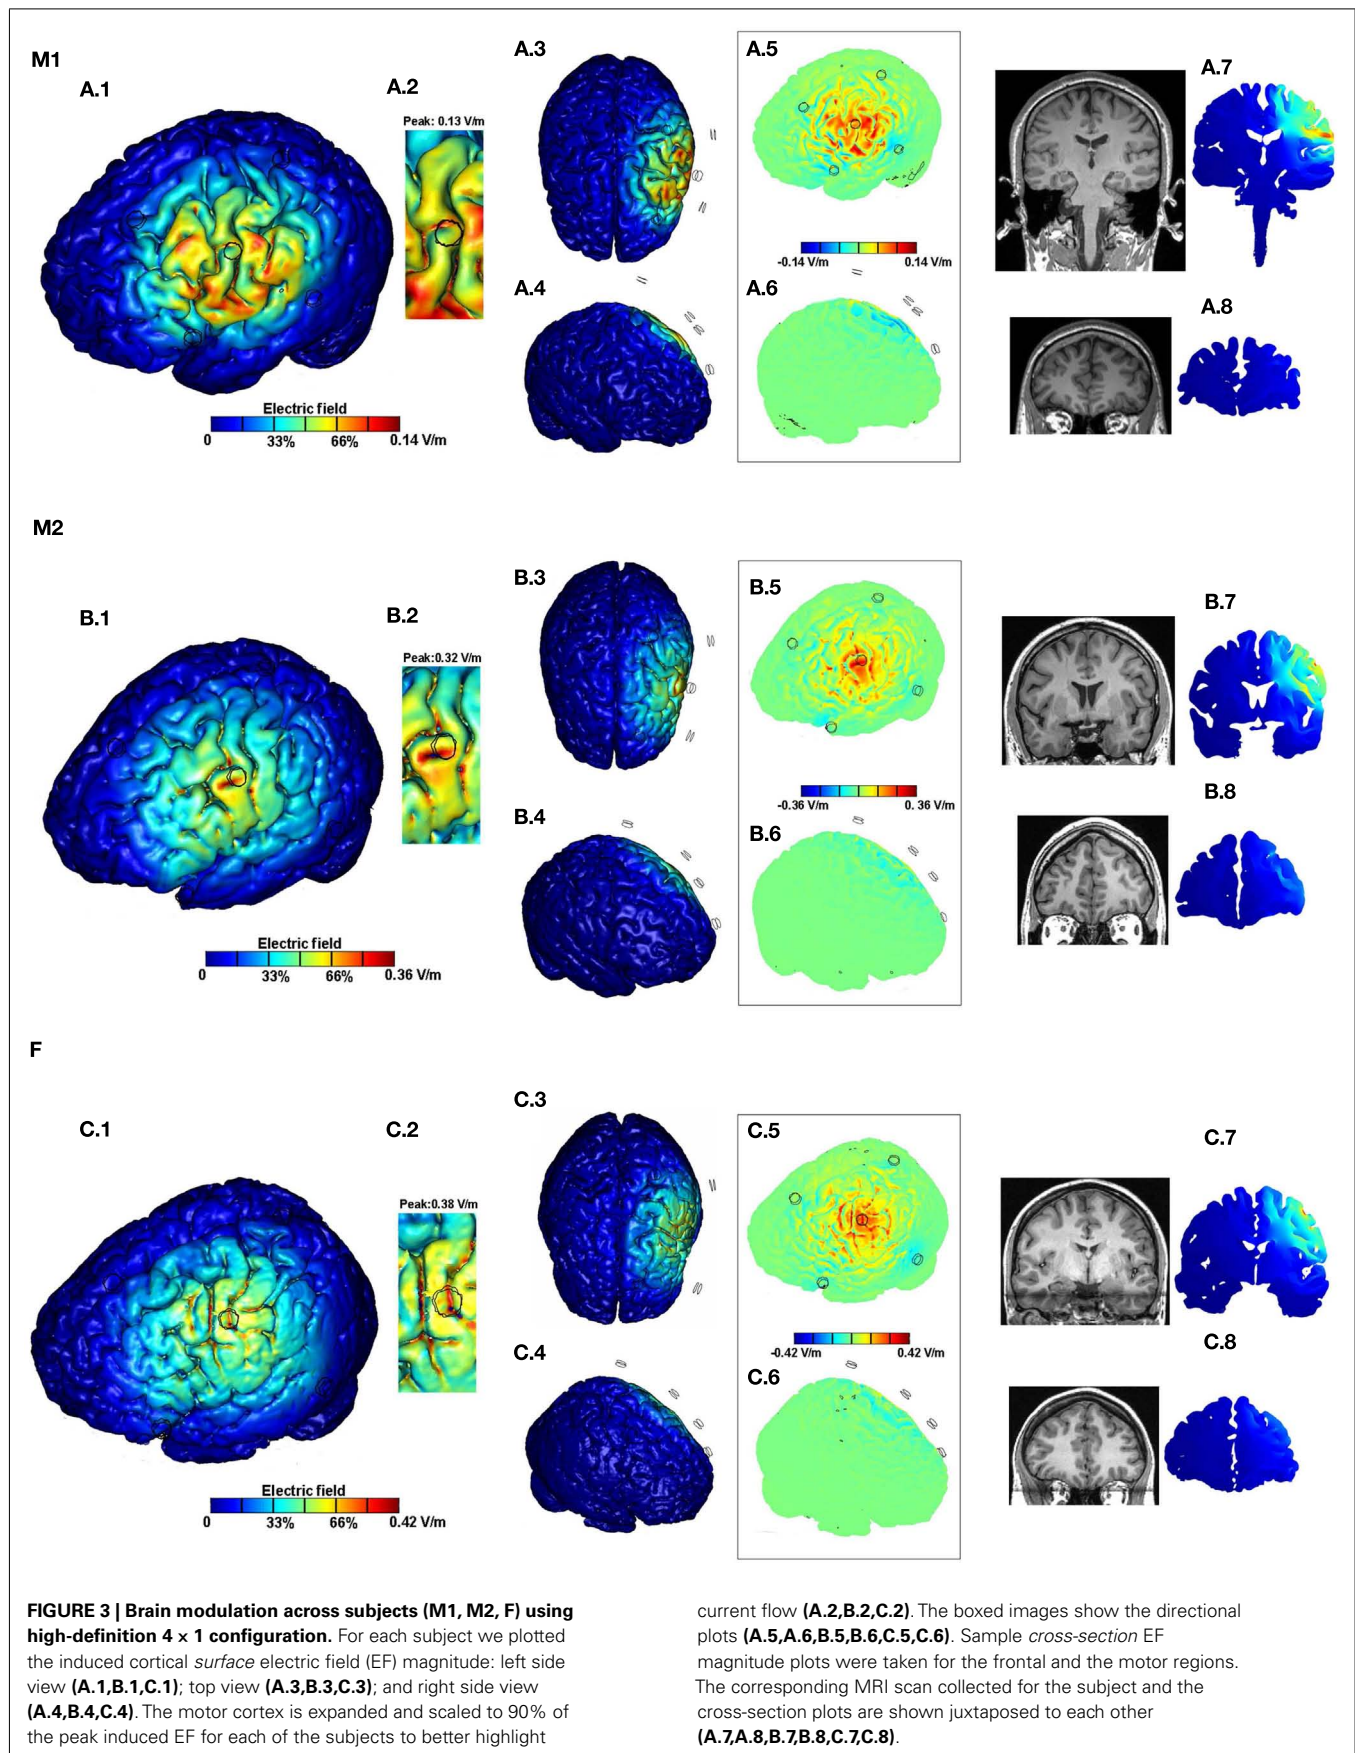 M1
A.1
A.2
Peak: 0.13 V/m
A.3
A.4
A.5
-0.14 V/m
0.14 V/m
A.6
A.7
A.8
Electric field
0
33%
66%
0.14 V/m
M2
B.1
B.2
Peak:0.32 V/m
B.3
B.4
B.5
-0.36 V/m
0. 36 V/m
B.6
B.7
B.8
Electric field
0
33%
66%
0.36 V/m
F
C.1
C.2
Peak:0.38 V/m
C.3
C.4
C.5
-0.42 V/m
0.42 V/m
C.6
C.7
C.8
Electric field
0
33%
66%
0.42 V/m
FIGURE 3 | Brain modulation across subjects (M1, M2, F) using
high-definition 4 x 1 configuration. For each subject we plotted
the induced cortical surface electric field (EF) magnitude: left side
view (A.1,B.1,C.1); top view (A.3,B.3,C.3); and right side view
(A.4,B.4,C.4). The motor cortex is expanded and scaled to 90% of
the peak induced EF for each of the subjects to better highlight
current flow (A.2,B.2,C.2). The boxed images show the directional
plots (A.5,A.6,B.5,B.6,C.5,C.6). Sample cross-section EF
magnitude plots were taken for the frontal and the motor regions.
The corresponding MRI scan collected for the subject and the
cross-section plots are shown juxtaposed to each other
(A.7,A.8,B.7,B.8,C.7,C.8).